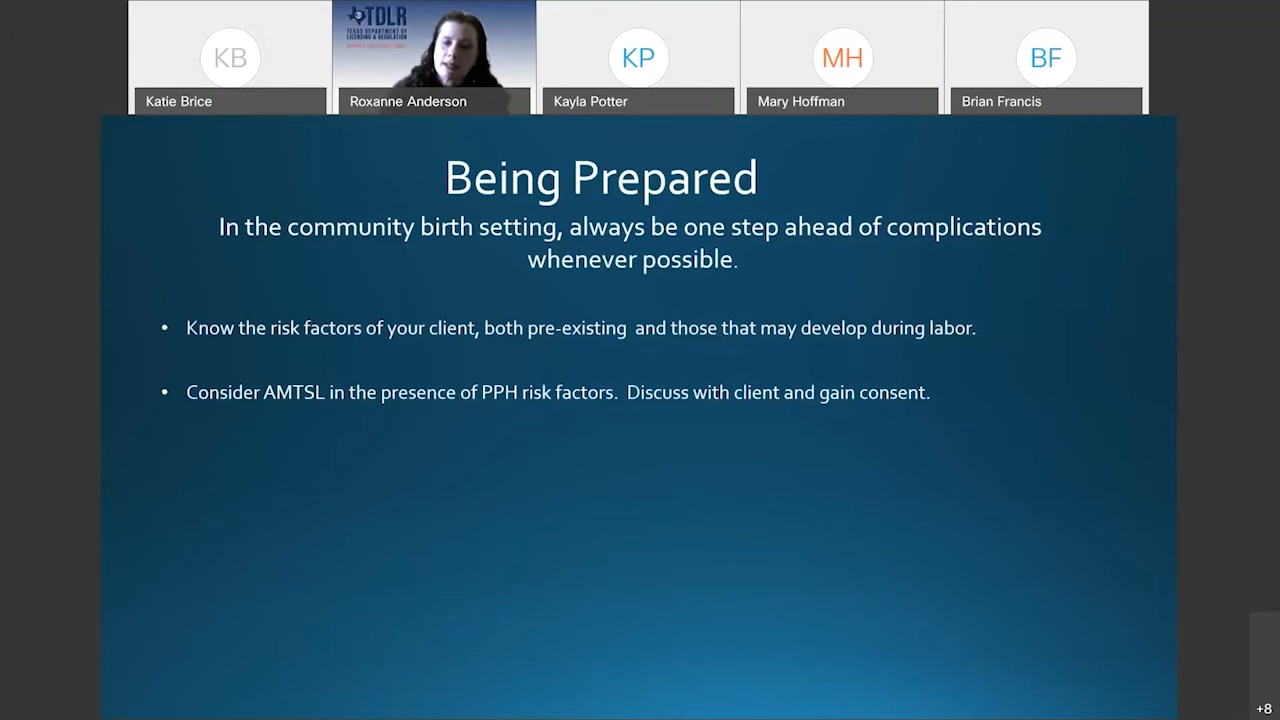 KB
TDLR
TEXAS DEPARTMENT OF
LICENSING & REGULATION
KP
MH
BF
Katie Brice
Roxanne Anderson
Kayla Potter
Mary Hoffman
Brian Francis
Being Prepared
In the community birth setting, always be one step ahead of complications
whenever possible.
• Know the risk factors of your client, both pre-existing  and those that may develop during labor.
• Consider AMTSL in the presence of PPH risk factors.  Discuss with client and gain consent.
+8